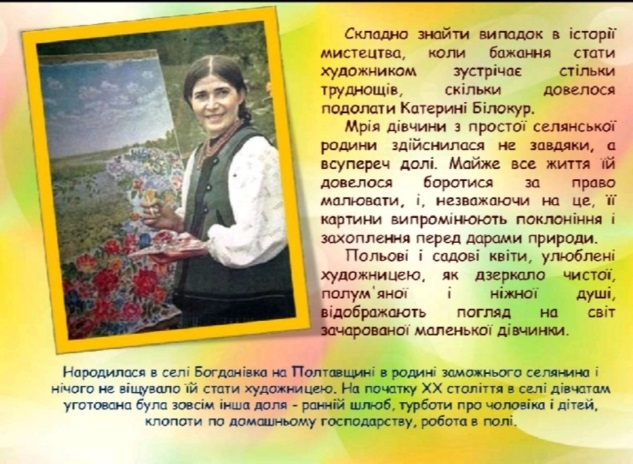 Складно знайти випадок в історії
мистецтва, коли бажання стати
художником зустрічає стільки
труднощів, скільки довелося
подолати Катерині Білокур.
Мрія дівчини з простої селянської
родини здійснилася не завдяки, а
всупереч долі. Майже все життя їй
довелося боротися за право
малювати, і, незважаючи на це, її
картини випромінюють поклоніння і
захоплення перед дарами природи.
Польові і садові квіти, улюблені
художницею, як дзеркало чистої,
полум'яної і ніжної душі,
відображають погляд на світ
зачарованої маленької дівчинки.
Народилася в селі Богданівка на Полтавщині в родині заможнього селянина і
нічого не віщувало їй стати художницею. На початку ХХ століття в селі дівчатам
уготована була зовсім інша доля - ранній шлюб, турботи про чоловіка і дітей,
клопоти по домашньому господарству, робота в полі.